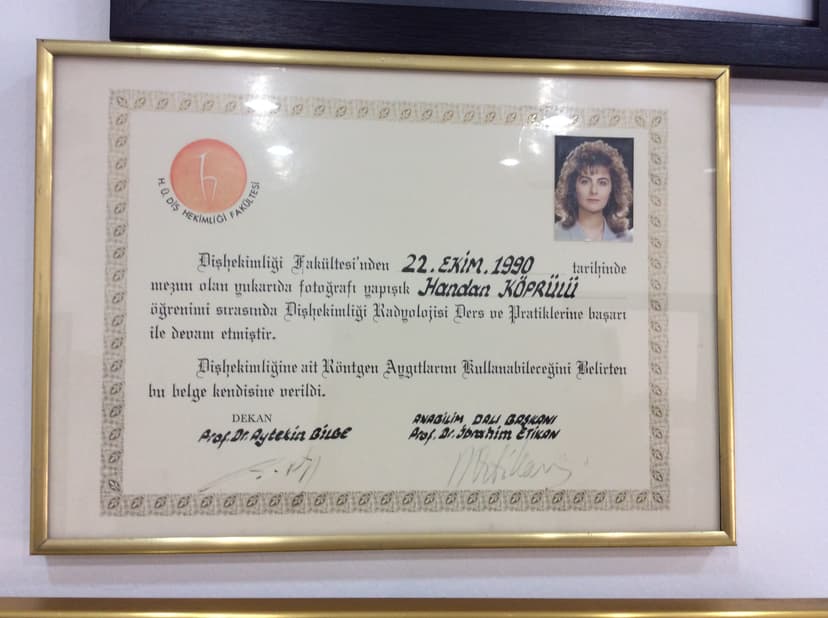 H. Ü. DİŞ HEKİMLİĞİ FAKÜLTESİ
Dişhekimliği Fakültesi'nden 22. EKİM. 1990 tarihinde
mezun olan yukarıda fotoğrafı yapışık Handan KÖPRÜLÜ
öğrenimi sırasında Dişhekimliği Radyolojisi Ders ve Pratiklerine başarı
ile devam etmiştir.
Dişhekimliğine ait Röntgen Aygıtlarını Kullanabileceğini Belirten
bu belge kendisine verildi.
DEKAN
Prof. Dr. Aytekin BİLGE
ANABİLİM DALI BAŞKANI
Prof. Dr. İbrahim ETİKAN